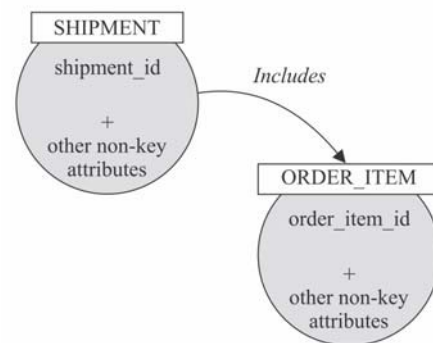 SHIPMENT
shipment_id
+
other non-key
attributes
Includes
ORDER_ITEM
order_item_id
+
other non-key
attributes